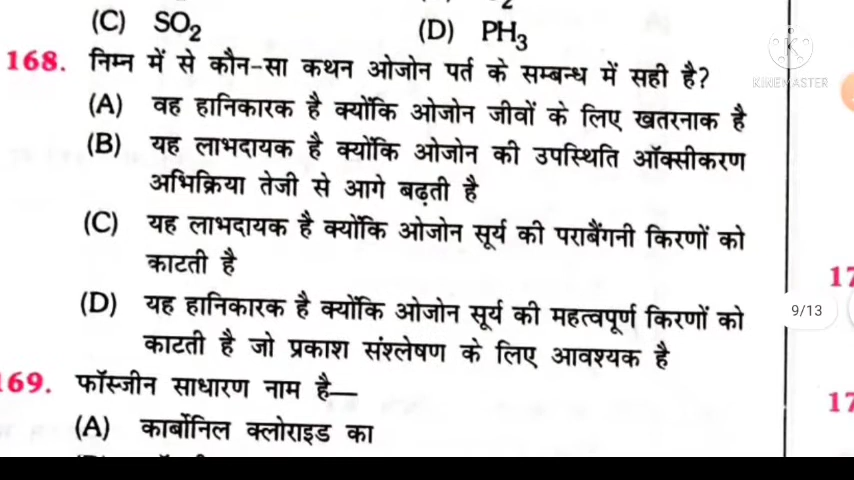 (C) SO₂ (D) PH₃
168. निम्न में से कौन-सा कथन ओजोन पर्त के सम्बन्ध में सही है?
(A) वह हानिकारक है क्योंकि ओजोन जीवों के लिए खतरनाक है
(B) यह लाभदायक है क्योंकि ओजोन की उपस्थिति ऑक्सीकरण
अभिक्रिया तेजी से आगे बढ़ती है
(C) यह लाभदायक है क्योंकि ओजोन सूर्य की पराबैंगनी किरणों को
काटती है
(D) यह हानिकारक है क्योंकि ओजोन सूर्य की महत्वपूर्ण किरणों को
काटती है जो प्रकाश संश्लेषण के लिए आवश्यक है
169. फॉस्जीन साधारण नाम है—
(A) कार्बोनिल क्लोराइड का
K
KINEMASTER
9/13
17
17